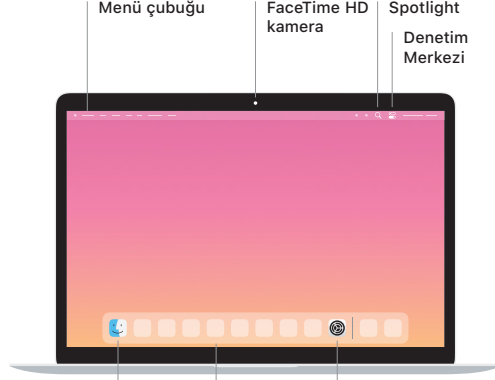 Menü çubuğu
FaceTime HD
kamera
Spotlight
Denetim
Merkezi